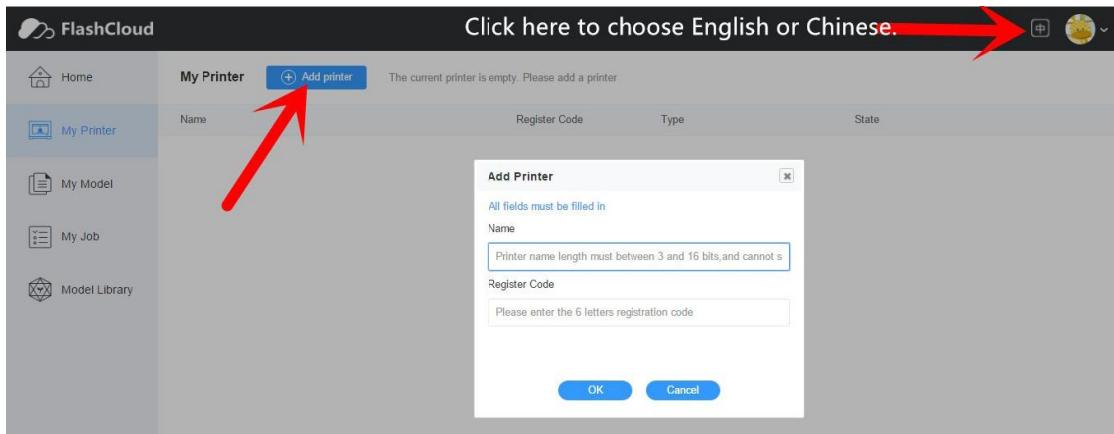 FlashCloud
Click here to choose English or Chinese.
中
Home
My Printer
Add printer
The current printer is empty. Please add a printer
Name
Register Code
Type
State
My Printer
My Model
My Job
Model Library
Add Printer
All fields must be filled in
Name
Printer name length must between 3 and 16 bits,and cannot s
Register Code
Please enter the 6 letters registration code
OK
Cancel